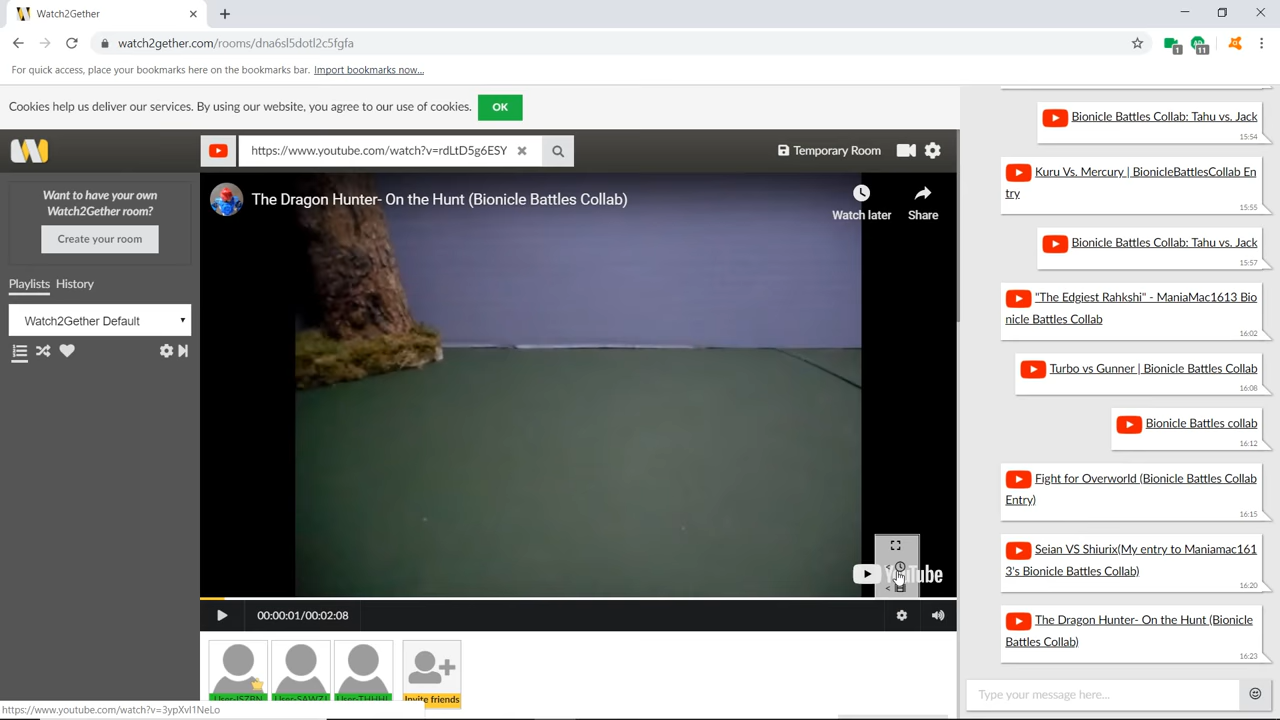 Watch2Gether
watch2gether.com/rooms/dna6sl5dotl2c5fgfa
1
11
For quick access, place your bookmarks here on the bookmarks bar. Import bookmarks now...
Cookies help us deliver our services. By using our website, you agree to our use of cookies.
OK
https://www.youtube.com/watch?v=rdLtD5g6ESY
Temporary Room
Want to have your own
Watch2Gether room?
Create your room
Playlists
History
Watch2Gether Default
The Dragon Hunter- On the Hunt (Bionicle Battles Collab)
Watch later
Share
YouTube
00:00:01/00:02:08
Invite friends
https://www.youtube.com/watch?v=3ypXvI1NeLo
Bionicle Battles Collab: Tahu vs. Jack
15:54
Kuru Vs. Mercury | BionicleBattlesCollab En
try
15:55
Bionicle Battles Collab: Tahu vs. Jack
15:57
"The Edgiest Rahkshi" - ManiaMac1613 Bio
nicle Battles Collab
16:02
Turbo vs Gunner | Bionicle Battles Collab
16:08
Bionicle Battles collab
16:12
Fight for Overworld (Bionicle Battles Collab
Entry)
16:15
Seian VS Shiurix(My entry to Maniamac161
3's Bionicle Battles Collab)
16:20
The Dragon Hunter- On the Hunt (Bionicle
Battles Collab)
16:23
Type your message here...